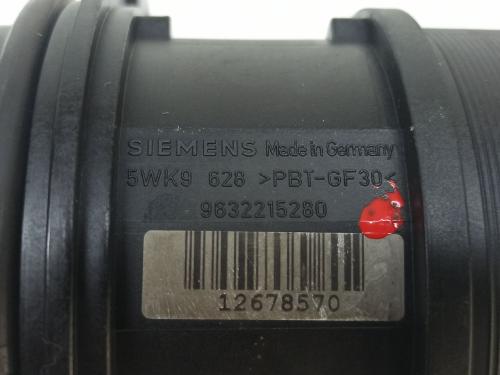 SIEMENS Made in Germany
5WK9 628 >PBT-GF30<
9632215280
12678570